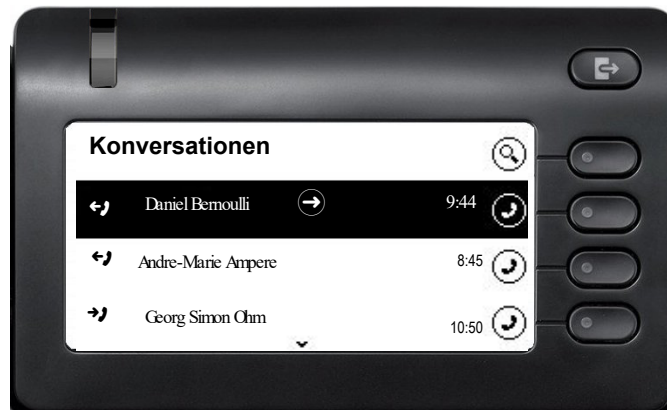 Konversationen
Daniel Bernoulli 9:44
Andre-Marie Ampere 8:45
Georg Simon Ohm 10:50